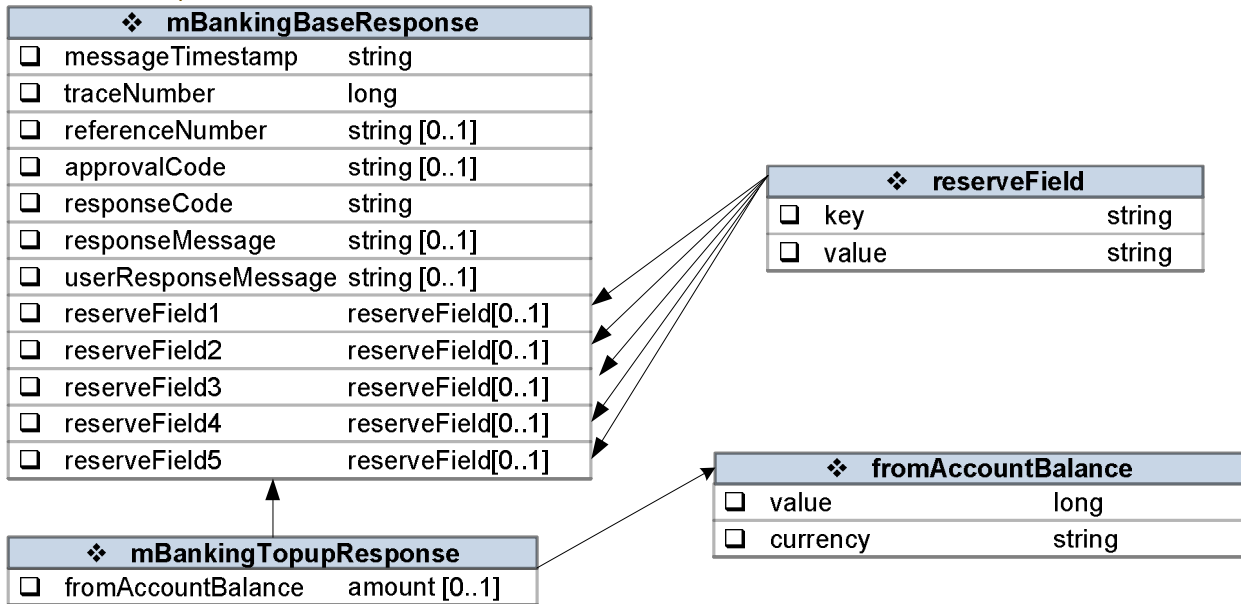 ❖ mBankingBaseResponse
❑ messageTimestamp string
❑ traceNumber long
❑ referenceNumber string [0..1]
❑ approvalCode string [0..1]
❑ responseCode string
❑ responseMessage string [0..1]
❑ userResponseMessage string [0..1]
❑ reserveField1 reserveField[0..1]
❑ reserveField2 reserveField[0..1]
❑ reserveField3 reserveField[0..1]
❑ reserveField4 reserveField[0..1]
❑ reserveField5 reserveField[0..1]
❖ reserveField
❑ key string
❑ value string
❖ mBankingTopupResponse
❑ fromAccountBalance amount [0..1]
❖ fromAccountBalance
❑ value long
❑ currency string